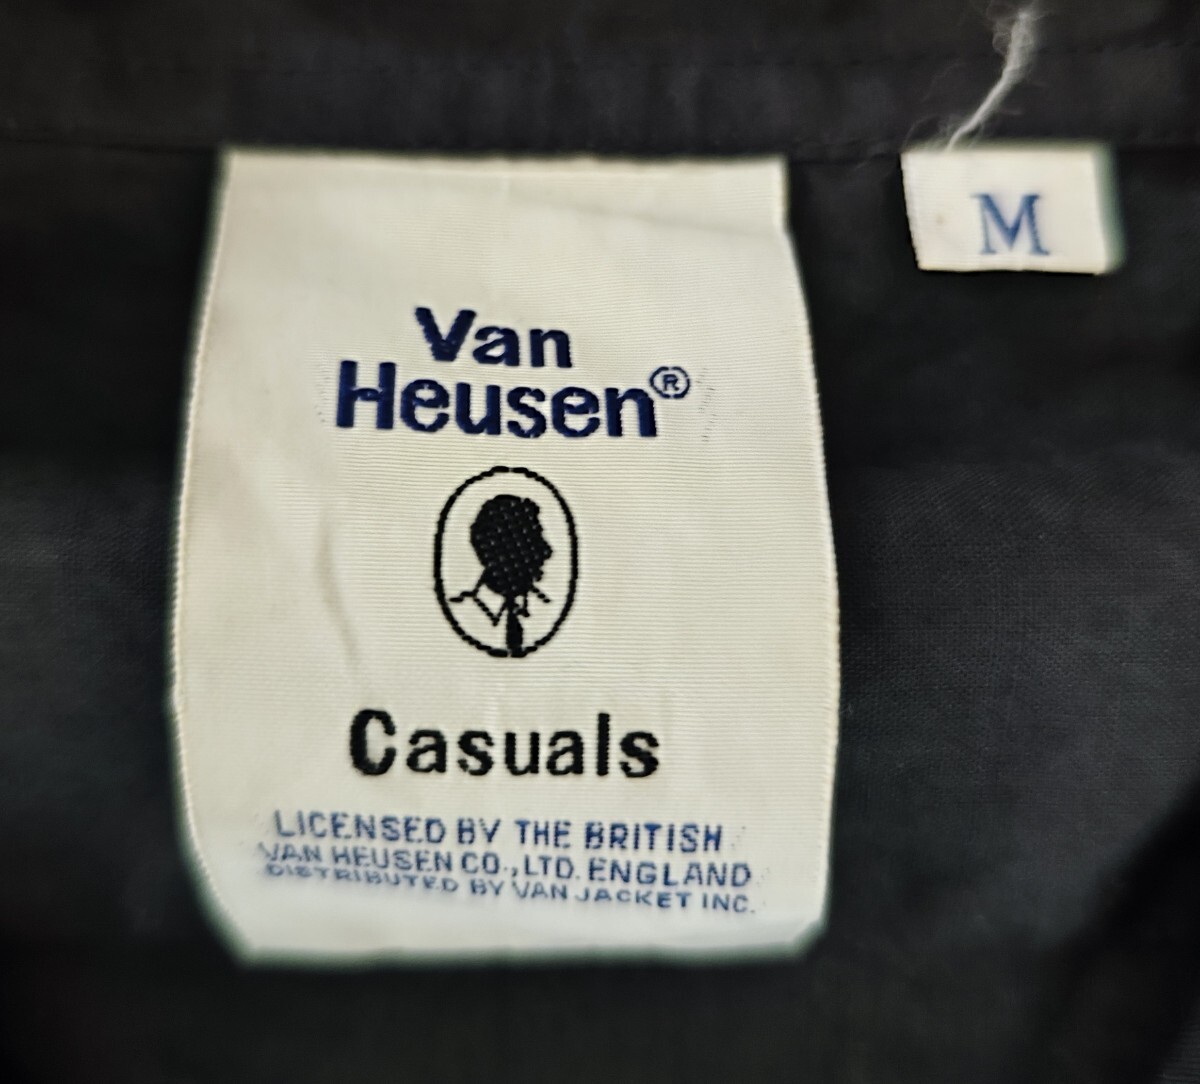 Van
Heusen®
Casuals
LICENSED BY THE BRITISH
VAN HEUSEN CO., LTD. ENGLAND
DISTRIBUTED BY VAN JACKET INC.
M